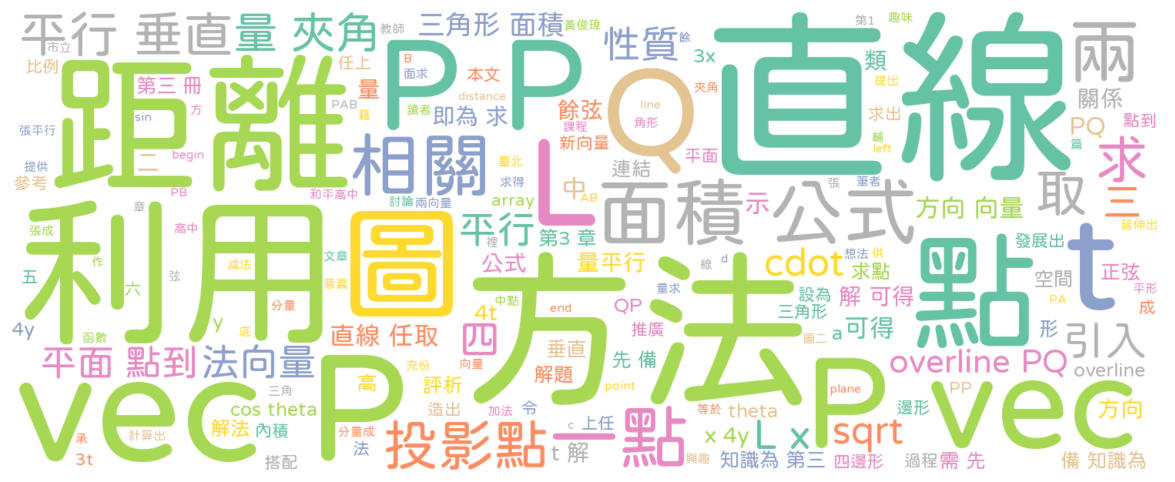 平行 垂直
量 夾角
教師
三角形 面積
黃俊瑋
性質
餘
第1
趣味
兩
市立
比例
第三 冊
任上
B
面求
本文
3x
類
提出
關係
直線
距離
P P
Q
line
角形
夾角
求出
PQ
點到
張平行
sin
方
PAB
量
讀者
distance
即為 求
餘弦
課程
新向量
平面
輔
left
篇
求
提供
二
begin
藉
相關
臺北
L
中
連結
參考
PB
和平高中
求得
AB
張
筆者
取
三
章
討論
兩向量
array
面積 公式
示
方向 向量
延伸出
利用
張成
高中
圖
平行
第3 章
裡
發展出
t
五
作
弦
減法
文章
意義
公式
量平行
線
d
cdot
想法
供
求點
點
空間
正弦
平形
六
分量
中點
方法
量求
設為
解 可得
PA
成
4y
函數
y
底
直線 任取
4t
end
QP
推廣
三角形
圖二
a
可得
形
引入
平面 點到
法向量
四
向量
垂直
解題
先 備
overline PQ
overline
vec
三角
充份
高
評析
point
P
plane
PP
vec
cos theta
造出
加法
令
一點
等於
theta
邊形
方向
解法
內積
分量成
投影點
c
上任
x 4y
L x
sqrt
承
計算出
3t
搭配
法
t 解
興趣
知識為 第三
四邊形
過程
需 先
備 知識為